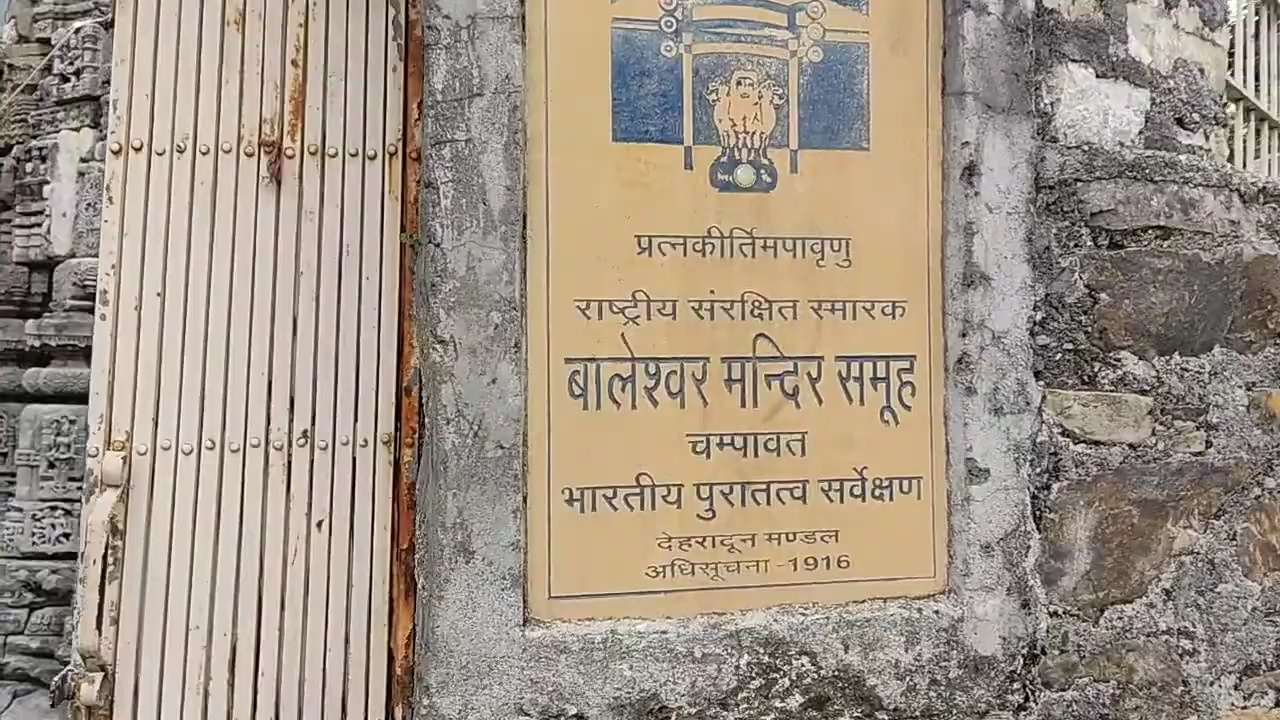 प्रत्नकीर्तिमपावृणु
राष्ट्रीय संरक्षित स्मारक
बालेश्वर मन्दिर समूह
चम्पावत
भारतीय पुरातत्व सर्वेक्षण
देहरादून मण्डल
अधिसूचना -1916